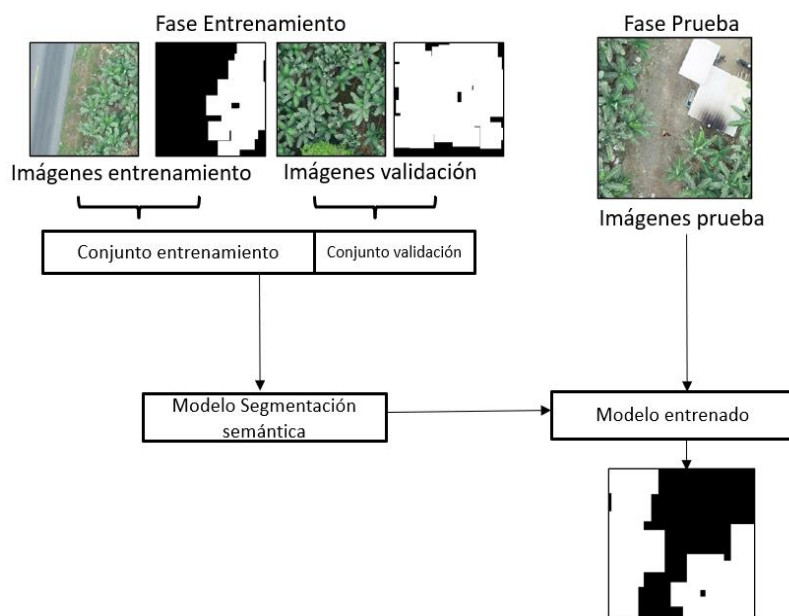 Fase Entrenamiento
Fase Prueba
Imágenes entrenamiento
Imágenes validación
Imágenes prueba
Conjunto entrenamiento
Conjunto validación
Modelo Segmentación
semántica
Modelo entrenado